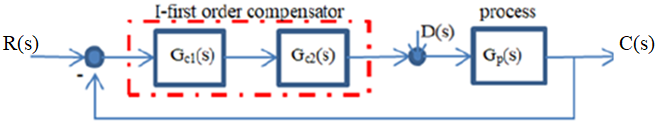 I-first order compensator
process
R(s)
D(s)
C(s)
Gc1(s)
Gc2(s)
Gp(s)
-